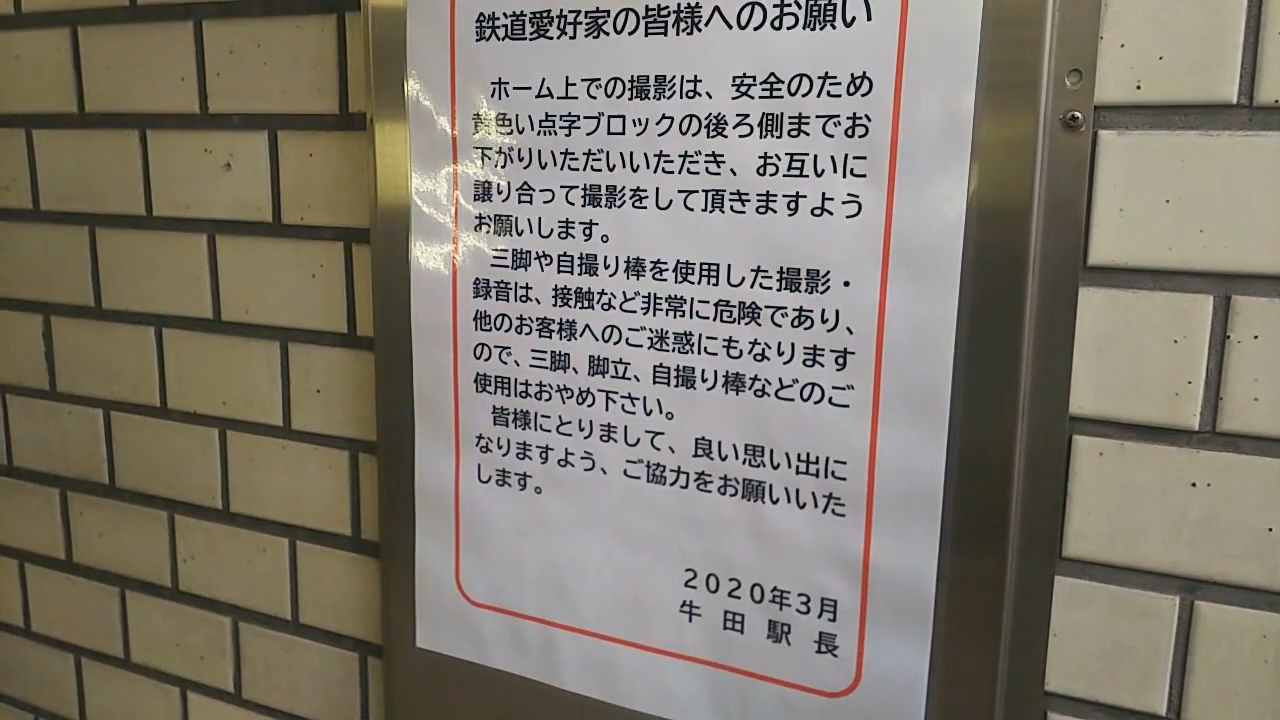 鉄道愛好家の皆様へのお願い
ホーム上での撮影は、安全のため
黄色い点字ブロックの後ろ側までお
下がりいただいいただき、お互いに
譲り合って撮影をして頂きますよう
お願いします。
三脚や自撮り棒を使用した撮影・
録音は、接触など非常に危険であり、
他のお客様へのご迷惑にもなります
ので、三脚、脚立、自撮り棒などのご
使用はおやめ下さい。
皆様にとりまして、良い思い出に
なりますよう、ご協力をお願いいた
します。
2020年3月
牛田駅長